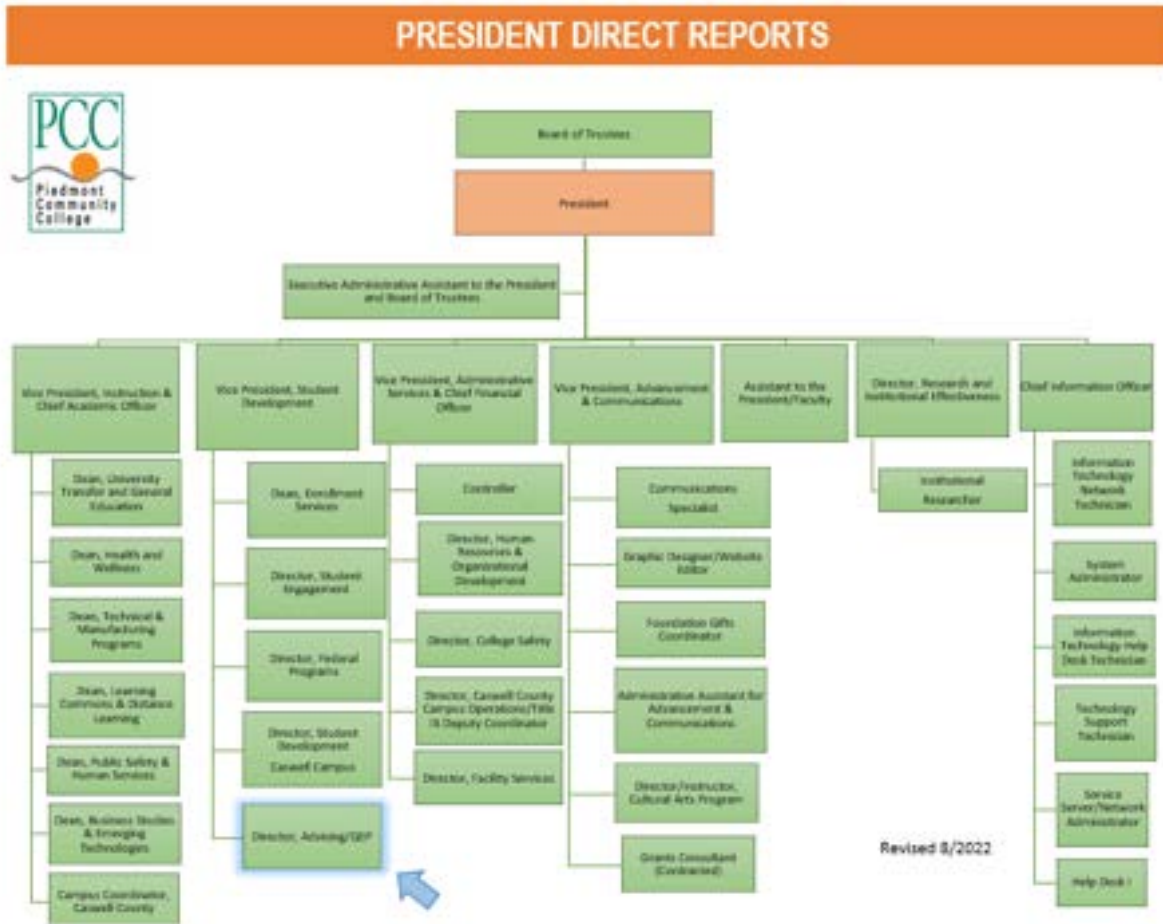 PRESIDENT DIRECT REPORTS
PCC
Piedmont
Community
College
Board of Trustees
President
Executive Administrative Assistant to the President
and Board of Trustees
Vice President, Instruction &
Chief Academic Officer
Vice President, Student
Development
Vice President, Administrative
Services & Chief Financial
Officer
Vice President, Advancement
& Communications
Assistant to the
President/Faculty
Director, Research and
Institutional Effectiveness
Chief Information Officer
Dean, University
Transfer and General
Education
Dean, Health and
Wellness
Dean, Technical &
Manufacturing
Programs
Dean, Learning
Commons & Distance
Learning
Dean, Public Safety &
Human Services
Dean, Business Studies
& Emerging
Technologies
Campus Coordinator,
Caswell County
Dean, Enrollment
Services
Director, Student
Engagement
Director, Federal
Programs
Director, Student
Development
Caswell Campus
Director, Advising/QEP
Controller
Director, Human
Resources &
Organizational
Development
Director, College Safety
Director, Caswell County
Campus Operations/Title
IX Deputy Coordinator
Director, Facility Services
Communications
Specialist
Graphic Designer/Website
Editor
Foundation Gifts
Coordinator
Administrative Assistant for
Advancement &
Communications
Director/Instructor,
Cultural Arts Program
Grants Consultant
(Contracted)
Institutional
Researcher
Information
Technology
Network
Technician
System
Administrator
Information
Technology Help
Desk Technician
Technology
Support
Technician
Service
Server/Network
Administrator
Help Desk I
Revised 8/2022